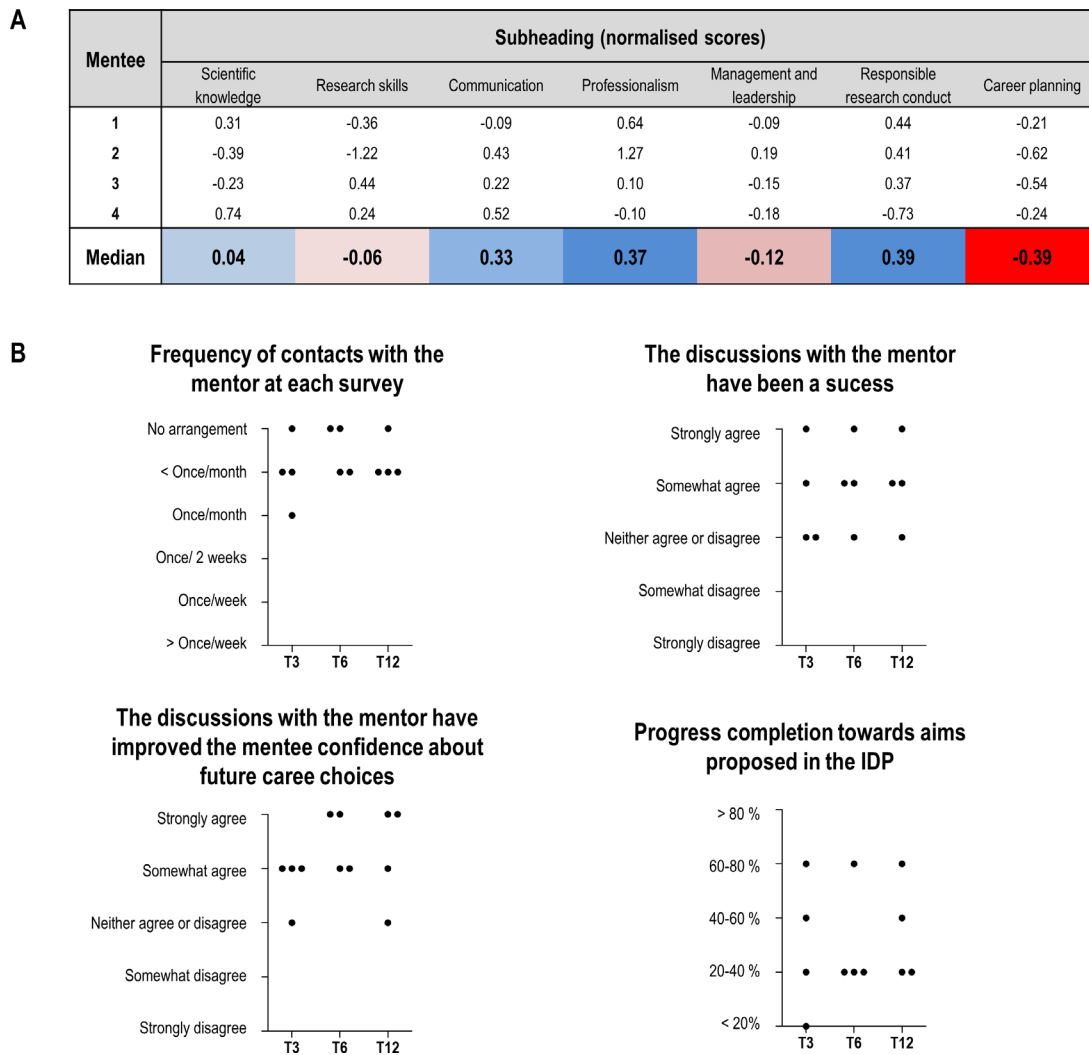 A
Mentee
Subheading (normalised scores)
Scientific knowledge
Research skills
Communication
Professionalism
Management and leadership
Responsible research conduct
Career planning
1 0.31 -0.36 -0.09 0.64 -0.09 0.44 -0.21
2 -0.39 -1.22 0.43 1.27 0.19 0.41 -0.62
3 -0.23 0.44 0.22 0.10 -0.15 0.37 -0.54
4 0.74 0.24 0.52 -0.10 -0.18 -0.73 -0.24
Median 0.04 -0.06 0.33 0.37 -0.12 0.39 -0.39
B
Frequency of contacts with the
mentor at each survey
No arrangement
< Once/month
Once/month
Once/ 2 weeks
Once/week
> Once/week
T3 T6 T12
The discussions with the mentor
have been a sucess
Strongly agree
Somewhat agree
Neither agree or disagree
Somewhat disagree
Strongly disagree
T3 T6 T12
The discussions with the mentor have
improved the mentee confidence about
future caree choices
Strongly agree
Somewhat agree
Neither agree or disagree
Somewhat disagree
Strongly disagree
T3 T6 T12
Progress completion towards aims
proposed in the IDP
> 80 %
60-80 %
40-60 %
20-40 %
< 20%
T3 T6 T12